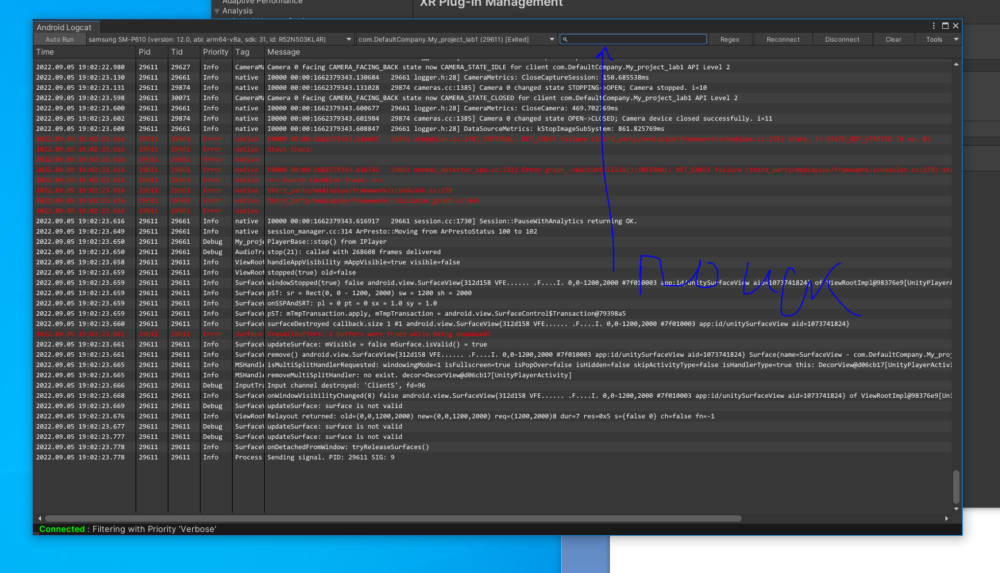 Adaptive Performance
Analysis
XR Plug-in Management
Android Logcat
Auto Run samsung SM-P610 (version: 12.0, abi: arm64-v8a, sdk: 31, id: R52N503KL4R) com.DefaultCompany.My_project_lab1 (29611) [Exited] Regex Reconnect Disconnect Clear Tools
Time Pid Tid Priority Tag Message
2022.09.05 19:02:22.980 29611 29627 Info CameraMa Camera 0 facing CAMERA_FACING_BACK state now CAMERA_STATE_IDLE for client com.DefaultCompany.My_project_lab1 API Level 2
2022.09.05 19:02:23.130 29611 29661 Info native I0000 00:00:1662379343.130684 29661 logger.h:28] CameraMetrics: CloseCaptureSession: 150.685538ms
2022.09.05 19:02:23.131 29611 29874 Info native I0000 00:00:1662379343.131028 29874 cameras.cc:1385] Camera 0 changed state STOPPING->OPEN; Camera stopped. i=10
2022.09.05 19:02:23.598 29611 30071 Info CameraMa Camera 0 facing CAMERA_FACING_BACK state now CAMERA_STATE_CLOSED for client com.DefaultCompany.My_project_lab1 API Level 2
2022.09.05 19:02:23.600 29611 29661 Info native I0000 00:00:1662379343.600677 29661 logger.h:28] CameraMetrics: CloseCamera: 469.702769ms
2022.09.05 19:02:23.602 29611 29874 Info native I0000 00:00:1662379343.601984 29874 cameras.cc:1385] Camera 0 changed state OPEN->CLOSED; Camera device closed successfully. i=11
2022.09.05 19:02:23.608 29611 29661 Info native I0000 00:00:1662379343.608847 29661 logger.h:28] DataSourceMetrics: kStopImageSubSystem: 861.825769ms
2022.09.05 19:02:23.616 29611 29661 Error native E0000 00:00:1662379343.616467 29661 scheduler.cc:278] INTERNAL: RET_CHECK failure (third_party/mediapipe/framework/scheduler.cc:278) state_ != STATE_NOT_STARTED (0 vs. 0)
2022.09.05 19:02:23.616 29611 29661 Error native Stack trace:
2022.09.05 19:02:23.616 29611 29661 Error native
2022.09.05 19:02:23.616 29611 29661 Error native E0000 00:00:1662379343.616742 29661 normal_detector_cpu.cc:231] Error graph_->WaitUntilIdle():INTERNAL: RET_CHECK failure (third_party/mediapipe/framework/scheduler.cc:278) sta
2022.09.05 19:02:23.616 29611 29661 Error native === Source Location Trace: ===
2022.09.05 19:02:23.616 29611 29661 Error native third_party/mediapipe/framework/scheduler.cc:278
2022.09.05 19:02:23.616 29611 29661 Error native third_party/mediapipe/framework/calculator_graph.cc:845
2022.09.05 19:02:23.616 29611 29661 Error native
2022.09.05 19:02:23.616 29611 29661 Info native I0000 00:00:1662379343.616917 29661 session.cc:1730] Session::PauseWithAnalytics returning OK.
2022.09.05 19:02:23.649 29611 29661 Info native session_manager.cc:314 ArPresto::Moving from ArPrestoStatus 100 to 102
2022.09.05 19:02:23.650 29611 29661 Debug My_proje PlayerBase::stop() from IPlayer
2022.09.05 19:02:23.650 29611 29661 Debug AudioTra stop(21): called with 268608 frames delivered
2022.09.05 19:02:23.658 29611 29611 Info ViewRoot handleAppVisibility mAppVisible=true visible=false
2022.09.05 19:02:23.659 29611 29611 Info ViewRoot stopped(true) old=false
2022.09.05 19:02:23.659 29611 29611 Info SurfaceV windowStopped(true) false android.view.SurfaceView{312d158 VFE...... .F....I. 0,0-1200,2000 #7f010003 app:id/unitySurfaceView aid=1073741824} of ViewRootImpl@98376e9[UnityPlayerA
2022.09.05 19:02:23.659 29611 29611 Info SurfaceV pST: sr = Rect(0, 0 - 1200, 2000) sw = 1200 sh = 2000
2022.09.05 19:02:23.659 29611 29611 Info SurfaceV onSSPAndSRT: pl = 0 pt = 0 sx = 1.0 sy = 1.0
2022.09.05 19:02:23.659 29611 29611 Info SurfaceV pST: mTmpTransaction.apply, mTmpTransaction = android.view.SurfaceControl$Transaction@79398a5
2022.09.05 19:02:23.660 29611 29611 Info SurfaceV surfaceDestroyed callback.size 1 #1 android.view.SurfaceView{312d158 VFE...... .F....I. 0,0-1200,2000 #7f010003 app:id/unitySurfaceView aid=1073741824}
2022.09.05 19:02:23.661 29611 29611 Error Surface freeAllBuffers: 1 buffers were freed while being dequeued!
2022.09.05 19:02:23.661 29611 29611 Info SurfaceV updateSurface: mVisible = false mSurface.isValid() = true
2022.09.05 19:02:23.661 29611 29611 Info SurfaceV remove() android.view.SurfaceView{312d158 VFE...... .F....I. 0,0-1200,2000 #7f010003 app:id/unitySurfaceView aid=1073741824} Surface(name=SurfaceView - com.DefaultCompany.My_proj
2022.09.05 19:02:23.665 29611 29611 Info MSHandle isMultiSplitHandlerRequested: windowingMode=1 isFullscreen=true isPopOver=false isHidden=false skipActivityType=false isHandlerType=true this: DecorView@d06cb17[UnityPlayerActivi
2022.09.05 19:02:23.665 29611 29611 Info MSHandle removeMultiSplitHandler: no exist. decor=DecorView@d06cb17[UnityPlayerActivity]
2022.09.05 19:02:23.666 29611 29611 Debug InputTra Input channel destroyed: 'ClientS', fd=96
2022.09.05 19:02:23.668 29611 29611 Info SurfaceV onWindowVisibilityChanged(8) false android.view.SurfaceView{312d158 VFE...... .F....I. 0,0-1200,2000 #7f010003 app:id/unitySurfaceView aid=1073741824} of ViewRootImpl@98376e9[Uni
2022.09.05 19:02:23.669 29611 29611 Debug SurfaceV updateSurface: surface is not valid
2022.09.05 19:02:23.676 29611 29611 Info ViewRoot Relayout returned: old=(0,0,1200,2000) new=(0,0,1200,2000) req=(1200,2000)8 dur=7 res=0x5 s={false 0} ch=false fn=-1
2022.09.05 19:02:23.677 29611 29611 Debug SurfaceV updateSurface: surface is not valid
2022.09.05 19:02:23.777 29611 29611 Debug SurfaceV updateSurface: surface is not valid
2022.09.05 19:02:23.778 29611 29611 Info SurfaceV onDetachedFromWindow: tryReleaseSurfaces()
2022.09.05 19:02:23.778 29611 29611 Info Process Sending signal. PID: 29611 SIG: 9
Поиск
Connected : Filtering with Priority 'Verbose'